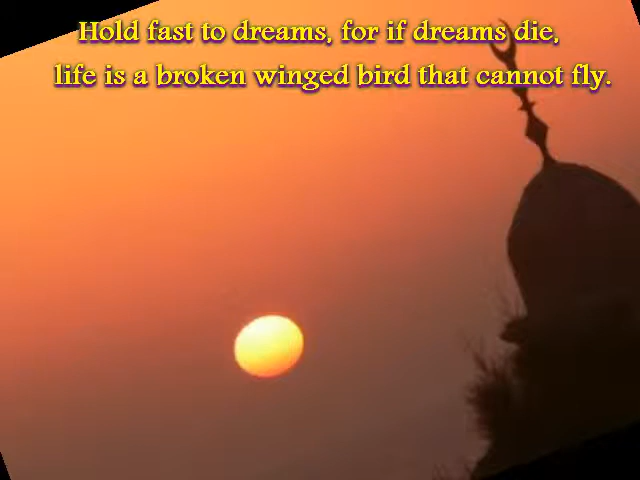 Hold fast to dreams, for if dreams die,
life is a broken winged bird that cannot fly.